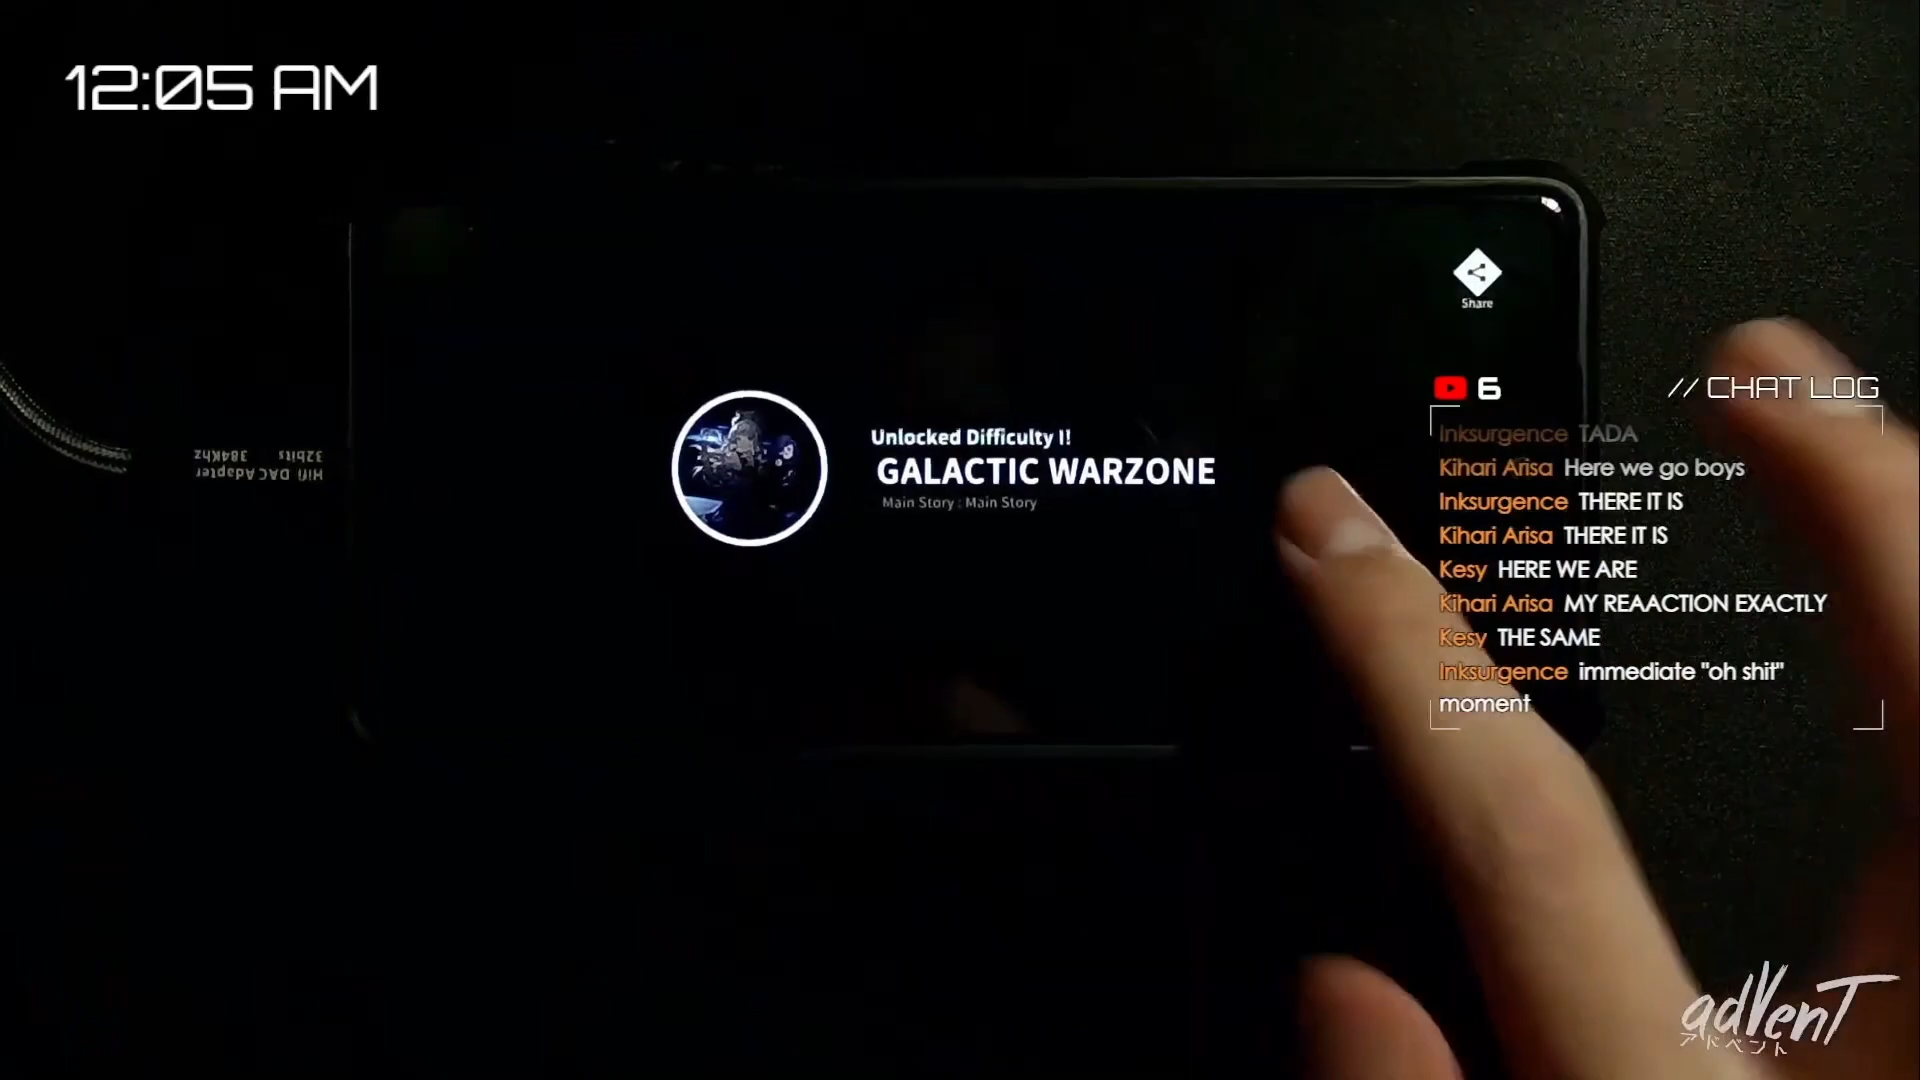 12:05 AM
Share
6
// CHAT LOG
Inksurgence TADA
Kihari Arisa Here we go boys
Inksurgence THERE IT IS
Kihari Arisa THERE IT IS
Kesy HERE WE ARE
Kihari Arisa MY REAACTION EXACTLY
Kesy THE SAME
Inksurgence immediate "oh shit"
moment
Unlocked Difficulty I!
GALACTIC WARZONE
Main Story : Main Story
Hifi DAC Adapter
32bits 384Khz
adVenT
アドベント